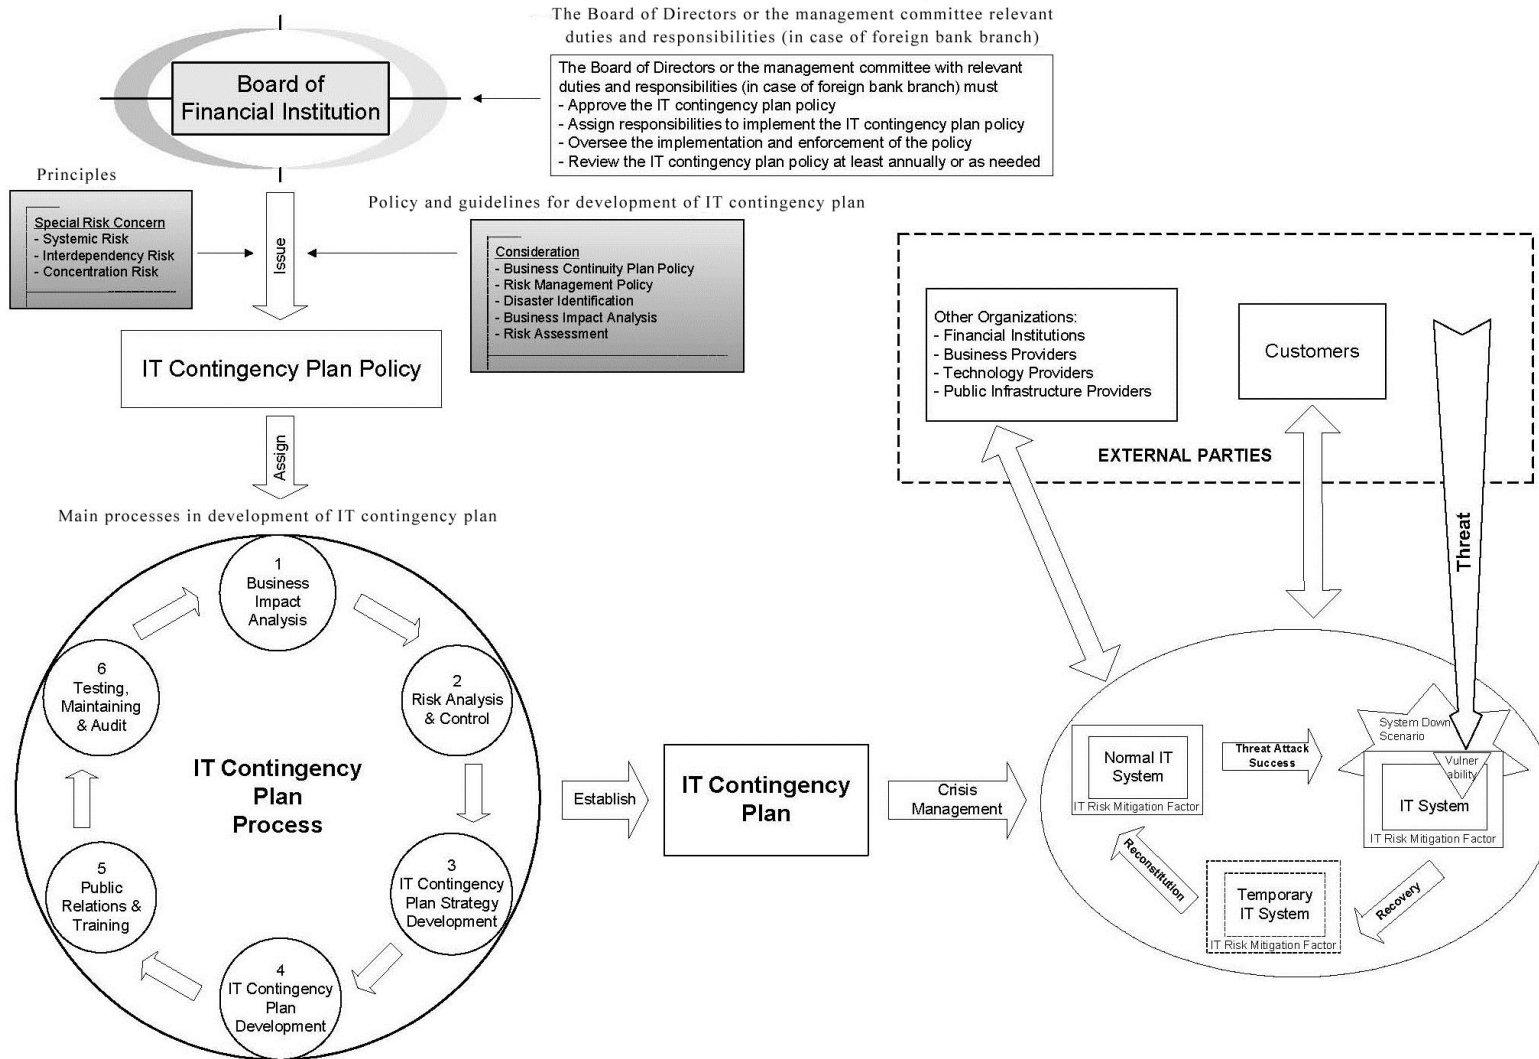 The Board of Directors or the management committee relevant
duties and responsibilities (in case of foreign bank branch)
Board of
Financial Institution
The Board of Directors or the management committee with relevant
duties and responsibilities (in case of foreign bank branch) must
- Approve the IT contingency plan policy
- Assign responsibilities to implement the IT contingency plan policy
- Oversee the implementation and enforcement of the policy
- Review the IT contingency plan policy at least annually or as needed
Principles
Special Risk Concern
- Systemic Risk
- Interdependency Risk
- Concentration Risk
Issue
Policy and guidelines for development of IT contingency plan
Consideration
- Business Continuity Plan Policy
- Risk Management Policy
- Disaster Identification
- Business Impact Analysis
- Risk Assessment
IT Contingency Plan Policy
Assign
Main processes in development of IT contingency plan
1
Business
Impact
Analysis
2
Risk Analysis
& Control
3
IT Contingency
Plan Strategy
Development
4
IT Contingency
Plan
Development
5
Public
Relations &
Training
6
Testing,
Maintaining
& Audit
IT Contingency
Plan
Process
Establish
IT Contingency
Plan
Crisis
Management
Other Organizations:
- Financial Institutions
- Business Providers
- Technology Providers
- Public Infrastructure Providers
Customers
EXTERNAL PARTIES
Threat
Normal IT
System
IT Risk Mitigation Factor
Threat Attack
Success
System Down
Scenario
Vulner
ability
IT System
IT Risk Mitigation Factor
Recovery
Temporary
IT System
IT Risk Mitigation Factor
Reconstitution